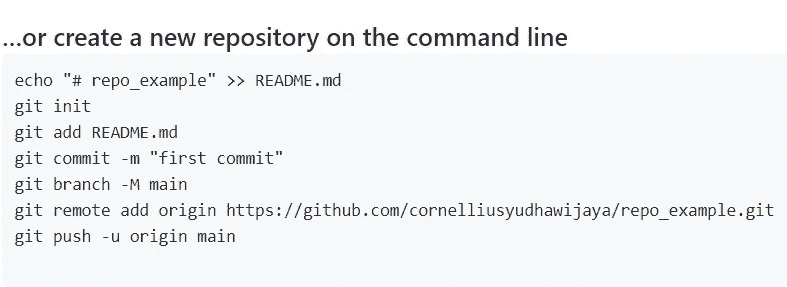 ...or create a new repository on the command line
echo "# repo_example" >> README.md
git init
git add README.md
git commit -m "first commit"
git branch -M main
git remote add origin https://github.com/cornelliusyudhawijaya/repo_example.git
git push -u origin main